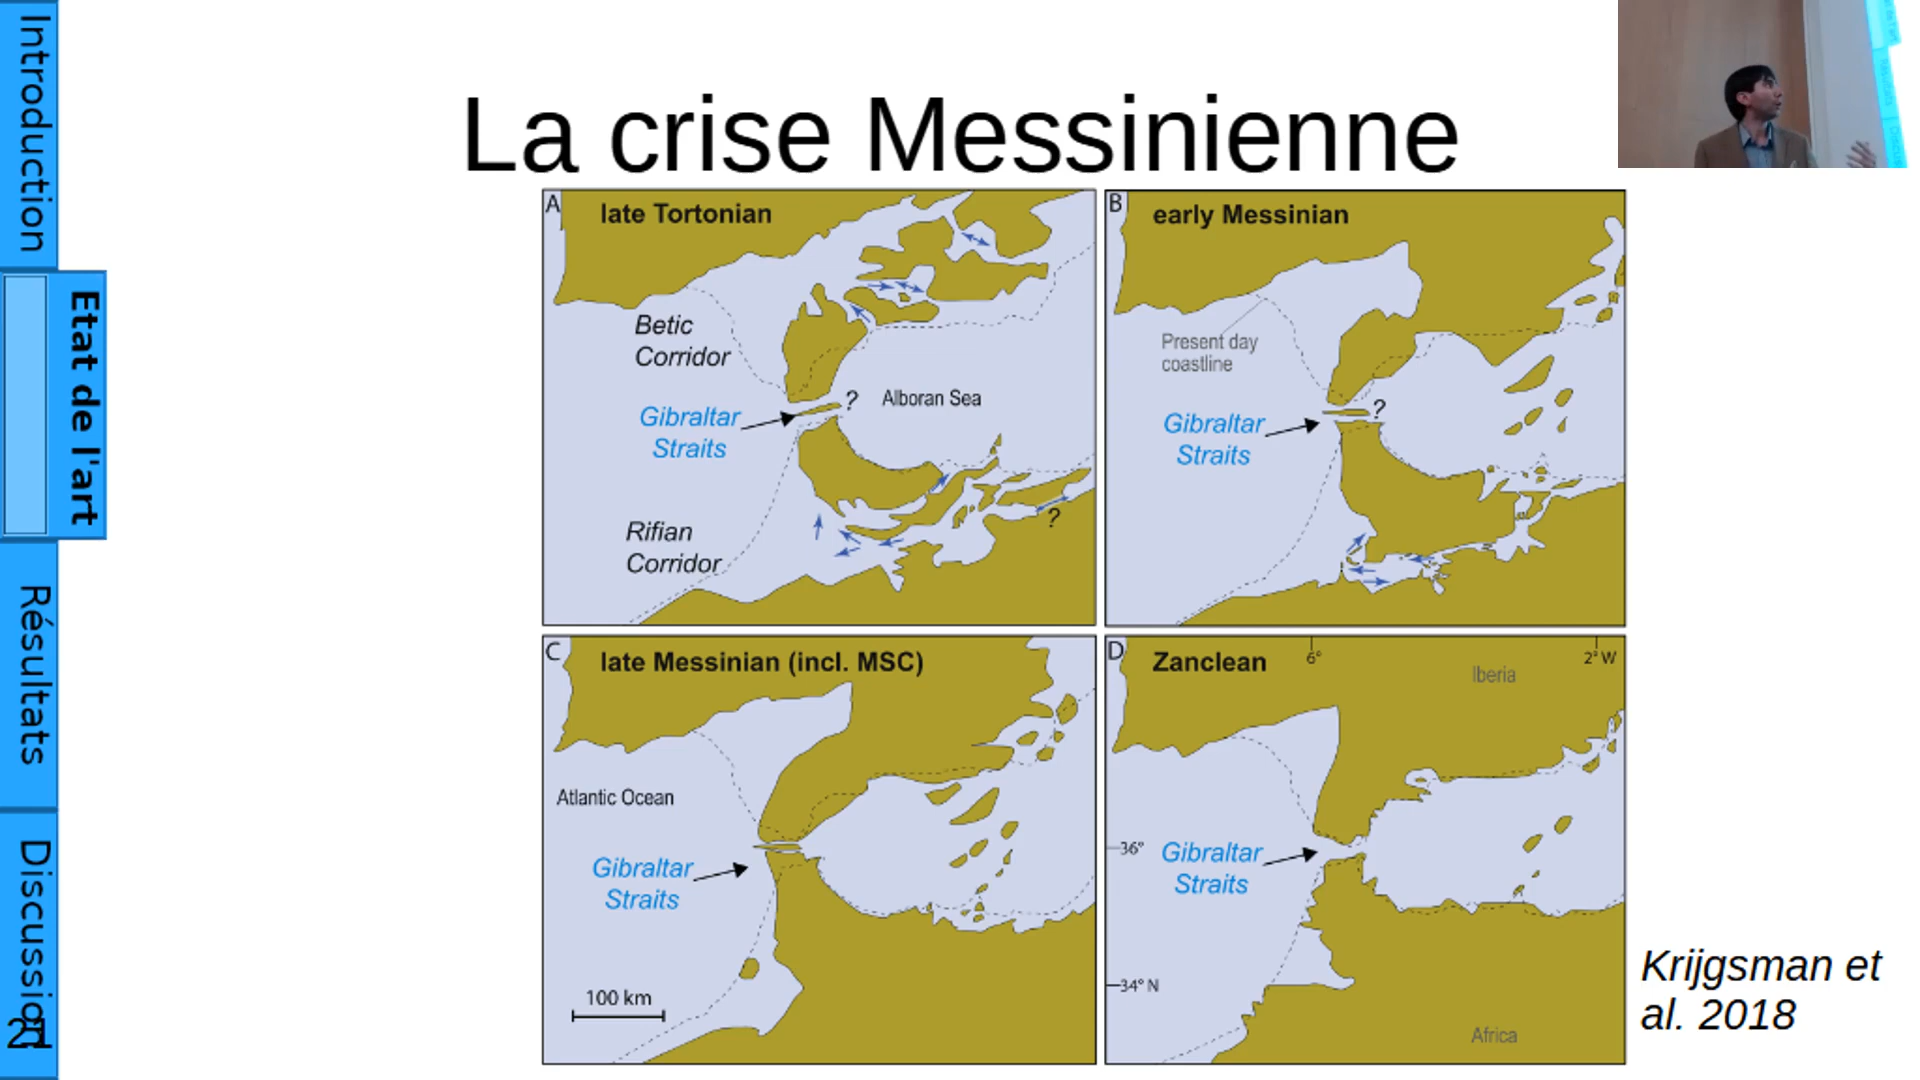 Introduction
Etat de l'art
Résultats
Discussion
21
La crise Messinienne
A
late Tortonian
Betic
Corridor
Gibraltar
Straits
?
Alboran Sea
Rifian
Corridor
?
B
early Messinian
Present day
coastline
Gibraltar
Straits
?
C
late Messinian (incl. MSC)
Atlantic Ocean
Gibraltar
Straits
100 km
D
Zanclean
6°
2° W
Iberia
36°
Gibraltar
Straits
34° N
Africa
Krijgsman et
al. 2018